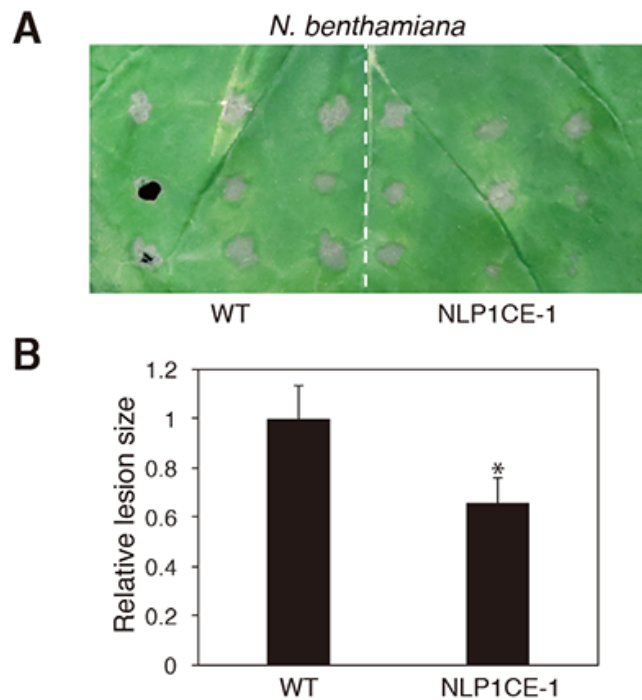 A
N. benthamiana
WT
NLP1CE-1
B
Relative lesion size
1.2
1
0.8
0.6
0.4
0.2
0
*
WT
NLP1CE-1